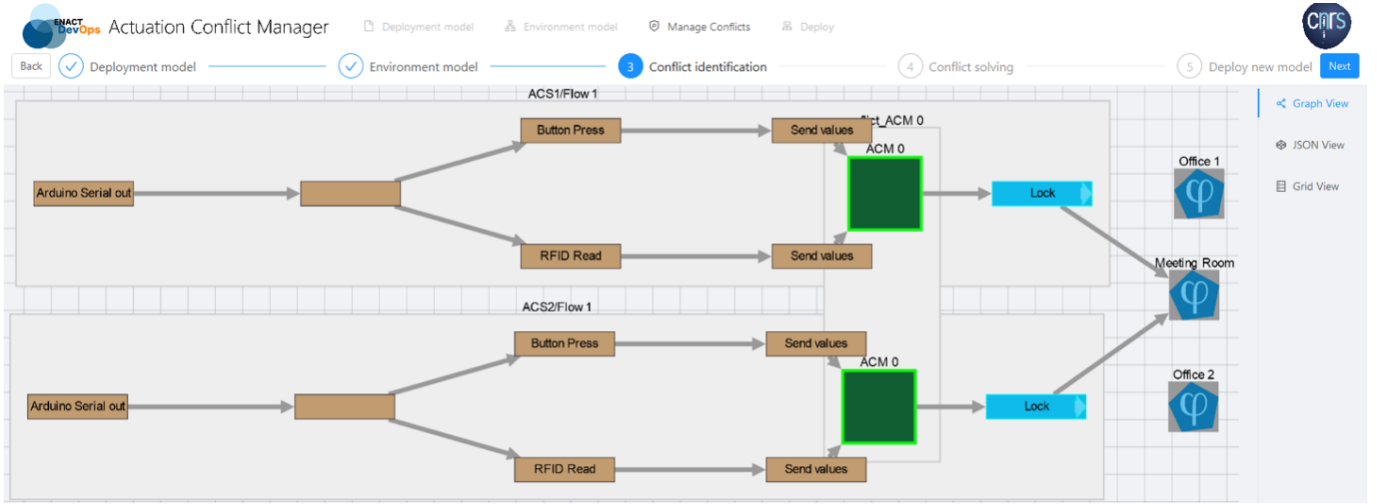 ENACT
DevOps
Actuation Conflict Manager
Deployment model
Environment model
Manage Conflicts
Deploy
cnrs
Back
Deployment model
Environment model
3 Conflict identification
4 Conflict solving
5 Deploy new model
Next
ACS1/Flow 1
Button Press
Send values
flict_ACM 0
ACM 0
Arduino Serial out
Lock
RFID Read
Send values
Office 1
φ
Meeting Room
φ
Graph View
JSON View
Grid View
ACS2/Flow 1
Button Press
Send values
ACM 0
Arduino Serial out
Lock
RFID Read
Send values
Office 2
φ